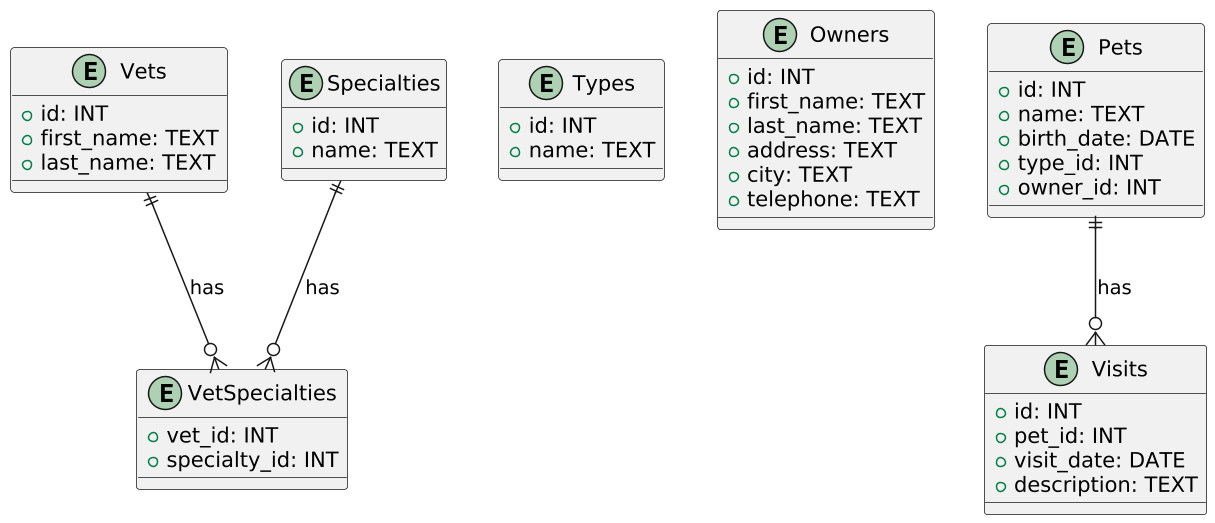 E Vets
id: INT
first_name: TEXT
last_name: TEXT
E Specialties
id: INT
name: TEXT
E Types
id: INT
name: TEXT
E Owners
id: INT
first_name: TEXT
last_name: TEXT
address: TEXT
city: TEXT
telephone: TEXT
E Pets
id: INT
name: TEXT
birth_date: DATE
type_id: INT
owner_id: INT
has
has
has
E VetSpecialties
vet_id: INT
specialty_id: INT
E Visits
id: INT
pet_id: INT
visit_date: DATE
description: TEXT